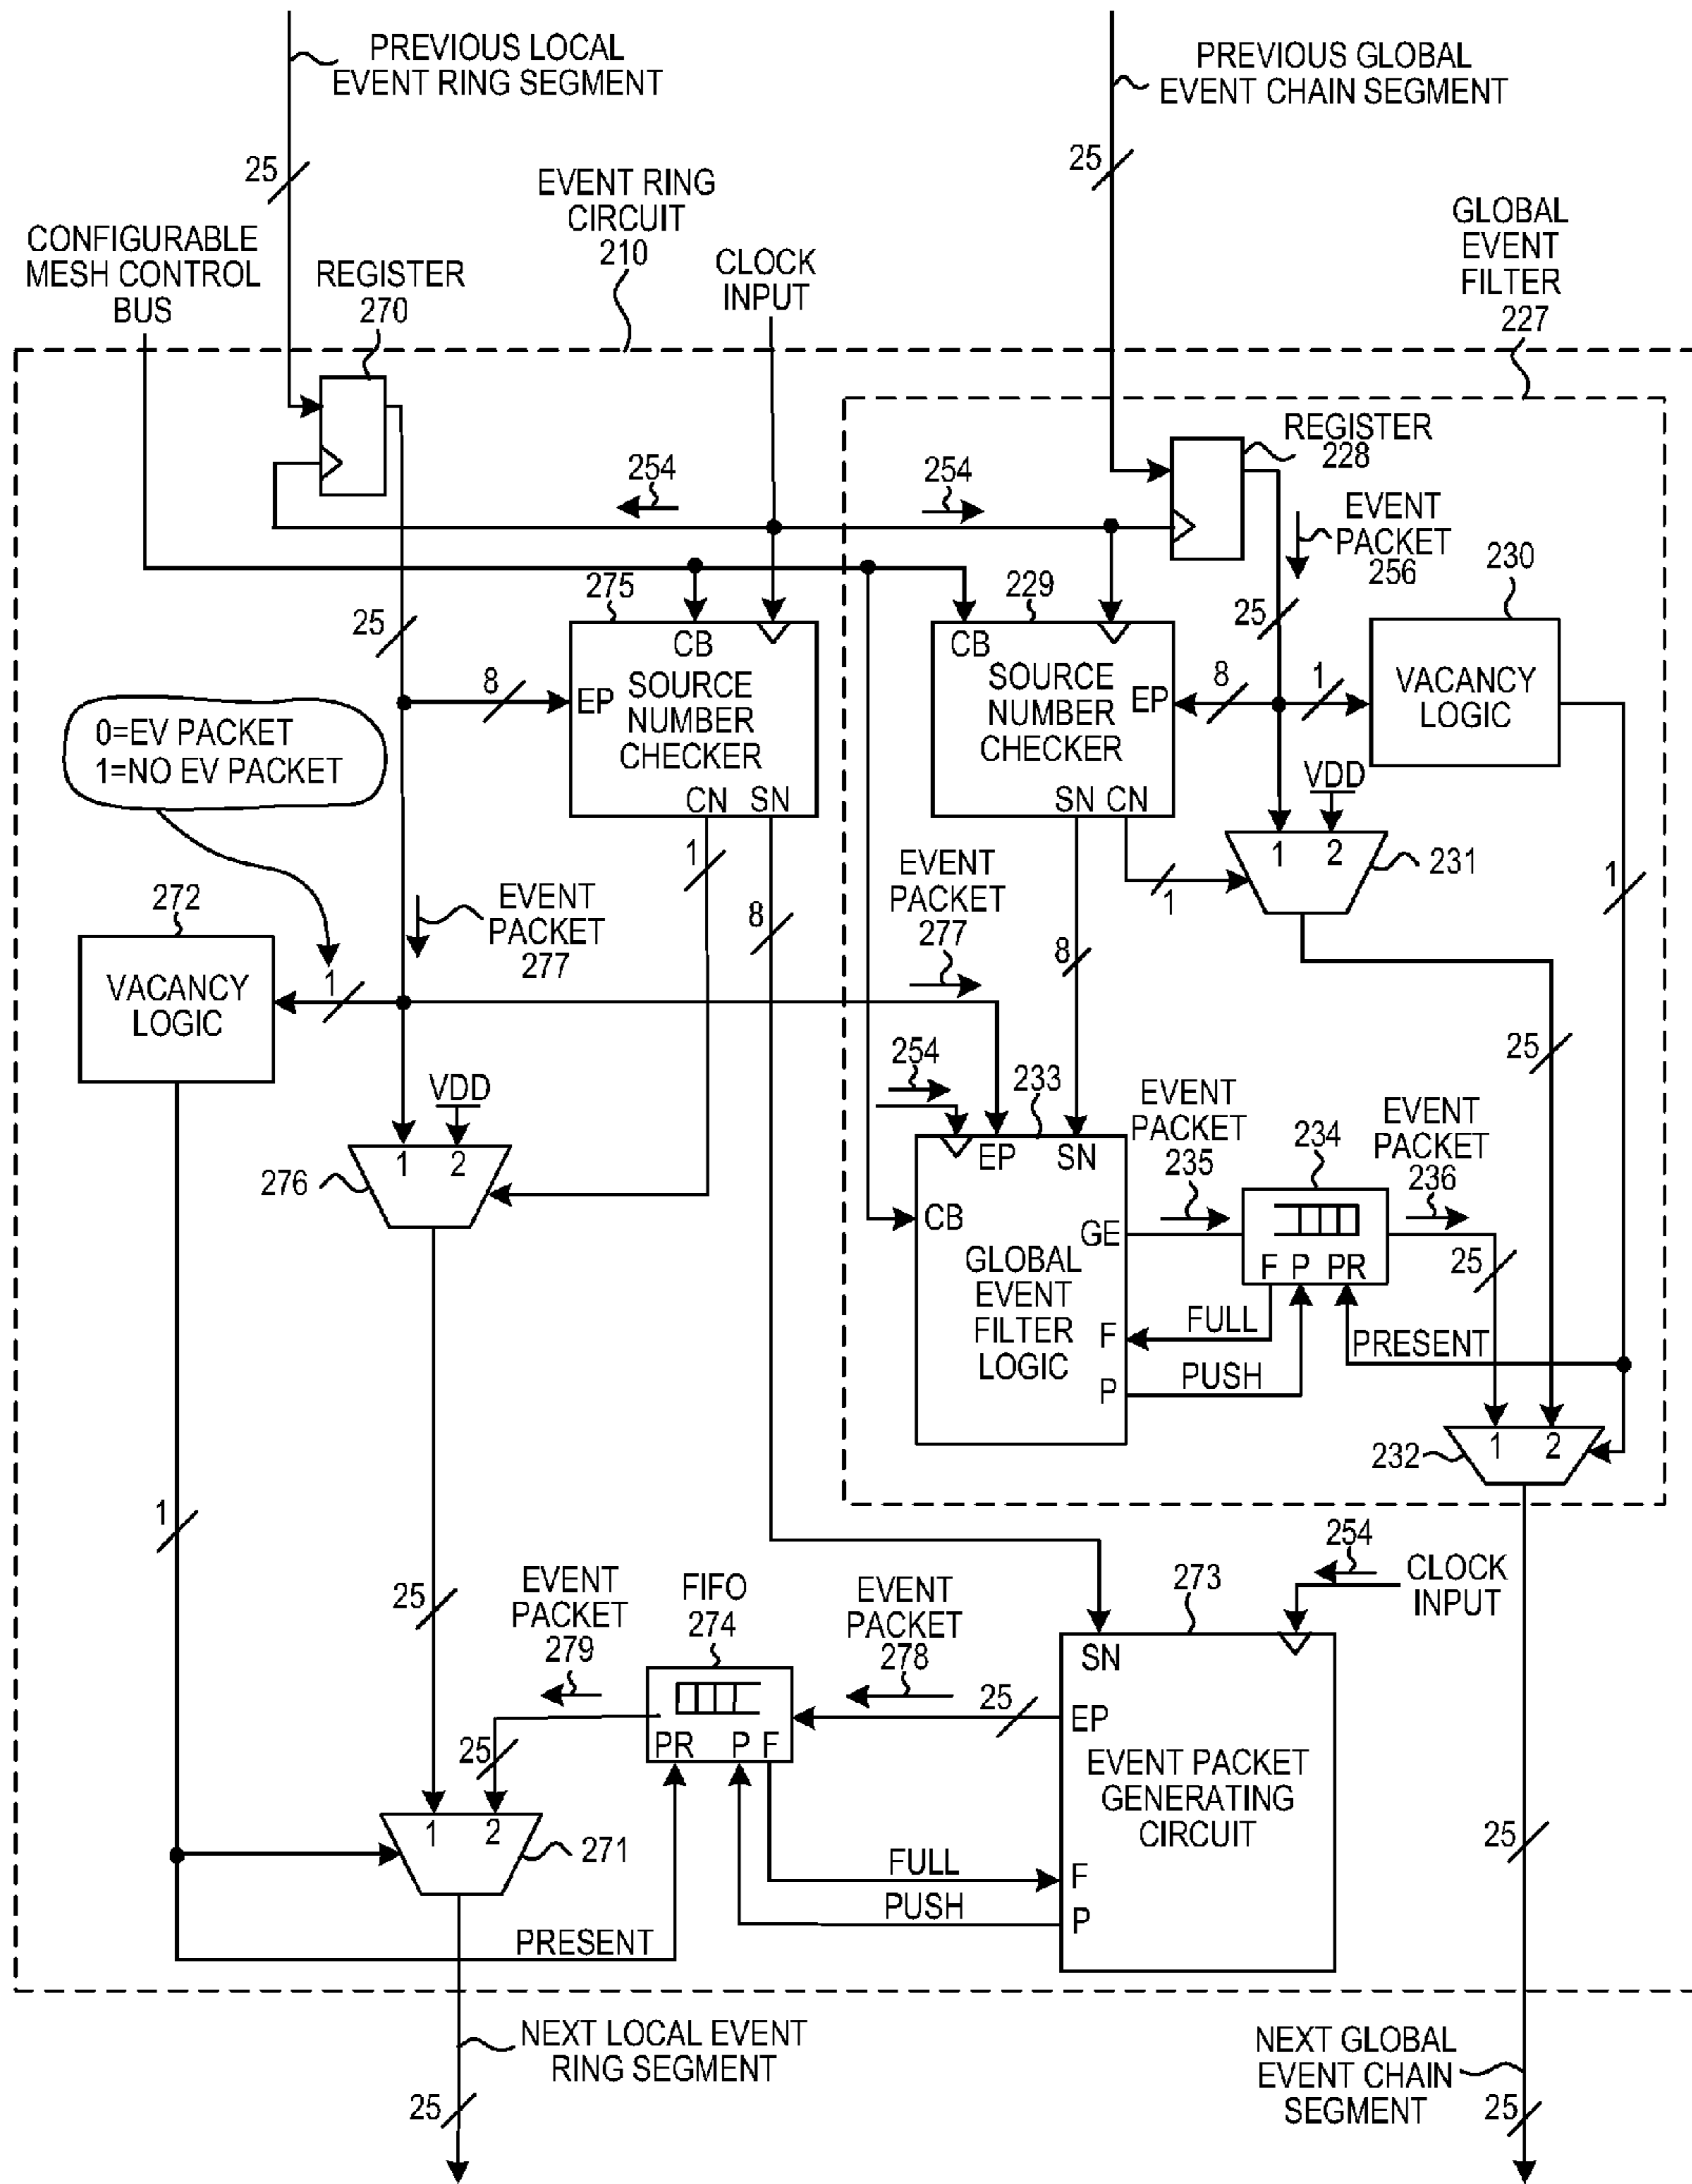 PREVIOUS LOCAL
EVENT RING SEGMENT
PREVIOUS GLOBAL
EVENT CHAIN SEGMENT
25
25
EVENT RING
CIRCUIT
210
GLOBAL
EVENT
FILTER
227
CONFIGURABLE
MESH CONTROL
BUS
REGISTER
270
CLOCK
INPUT
REGISTER
228
254
254
EVENT
PACKET
256
230
275
229
25
25
CB
CB
8
EP
SOURCE
NUMBER
CHECKER
SOURCE
NUMBER
CHECKER
EP
8
1
VACANCY
LOGIC
0=EV PACKET
1=NO EV PACKET
CN SN
SN CN
VDD
1 2
231
1
1
1
272
EVENT
PACKET
277
8
EVENT
PACKET
277
8
VACANCY
LOGIC
1
25
254
233
VDD
EVENT
PACKET
235
234
EVENT
PACKET
236
1 2
276
EP SN
CB
GE
GLOBAL
EVENT
FILTER
LOGIC
F P PR
25
F
FULL
PRESENT
P
PUSH
1 2
232
1
254
CLOCK
INPUT
25
EVENT
PACKET
279
FIFO
274
EVENT
PACKET
278
273
SN
25
EP
25
PR P F
EVENT PACKET
GENERATING
CIRCUIT
1 2
271
25
FULL
F
PUSH
P
PRESENT
NEXT LOCAL EVENT
RING SEGMENT
NEXT GLOBAL
EVENT CHAIN
SEGMENT
25
25